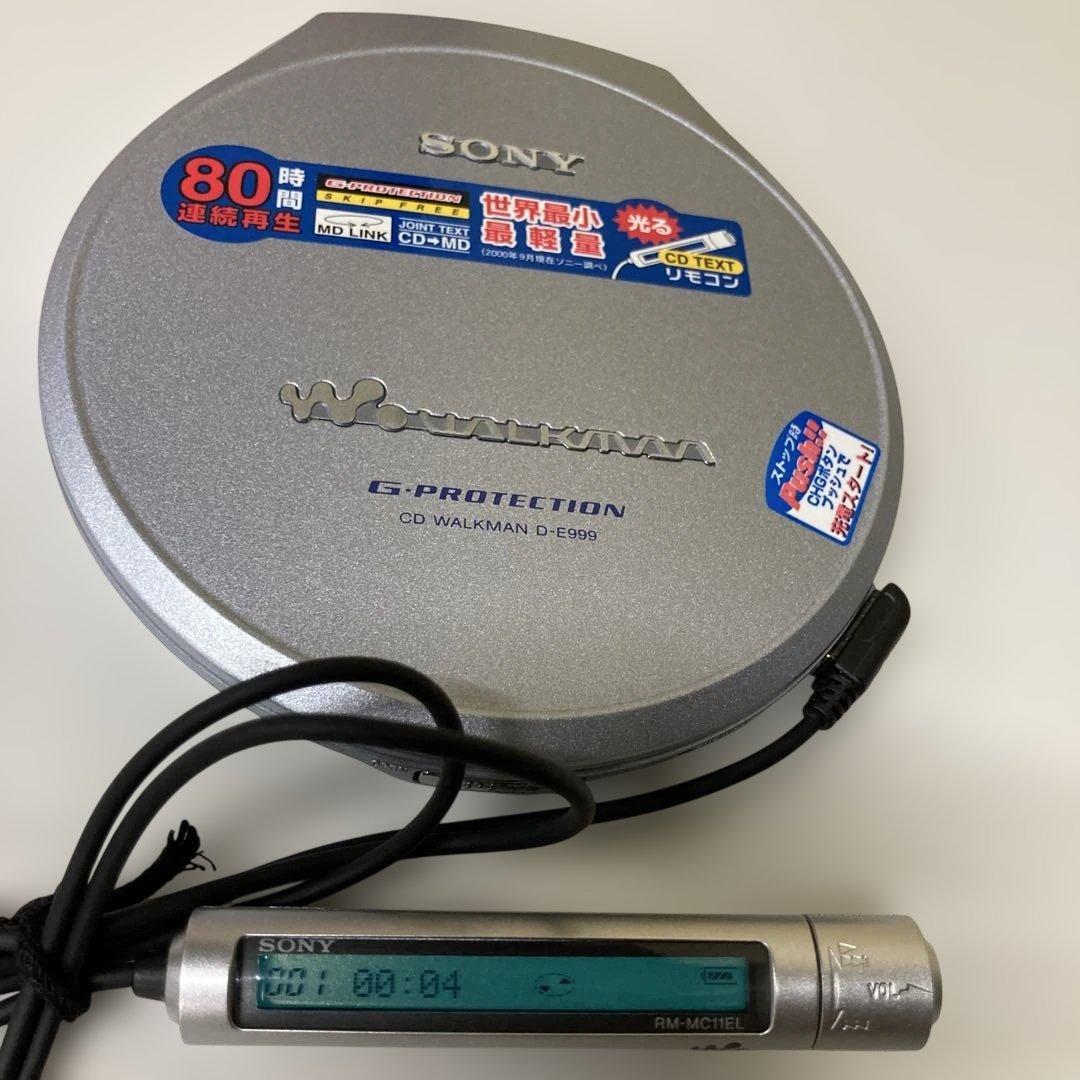 SONY
80時間
連続再生
G-PROTECTION
SKIP FREE
MD LINK
JOINT TEXT
CD→MD
世界最小
最軽量
(2000年9月現在ソニー調べ)
光る
CD TEXT
リモコン
WALKMAN
G-PROTECTION
CD WALKMAN D-E999
ストップ時
Push!!
CHGボタン
プッシュで
充電スタート!
SONY
001 00:04
RM-MC11EL
VOL